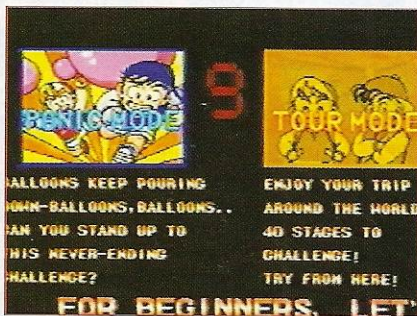 PANIC MODE
9
TOUR MODE
ALLOONS KEEP POURING
OWN-BALLOONS,BALLOONS..
AN YOU STAND UP TO
HIS NEVER-ENDING
HALLENGE?
ENJOY YOUR TRIP
AROUND THE WORLD
40 STAGES TO
CHALLENGE!
TRY FROM HERE!
FOR BEGINNERS, LET'